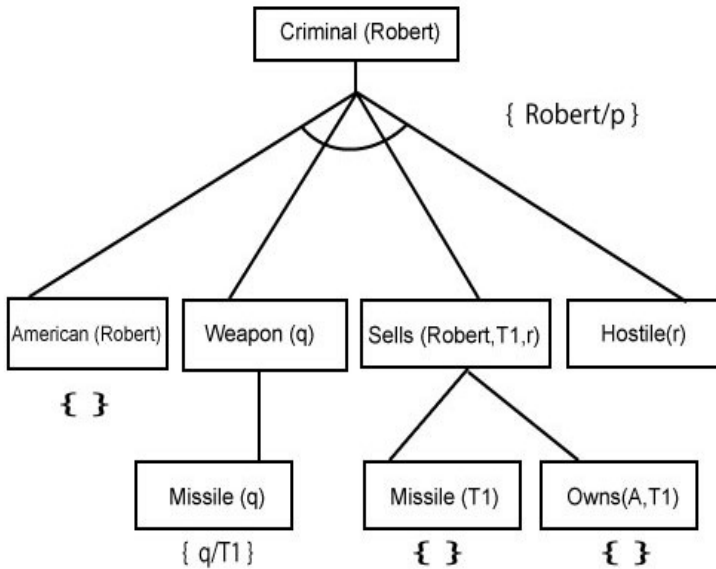 Criminal (Robert)
{ Robert/p }
American (Robert)
Weapon (q)
Sells (Robert,T1,r)
Hostile(r)
{ }
Missile (q)
Missile (T1)
Owns(A,T1)
{ q/T1 }
{ }
{ }